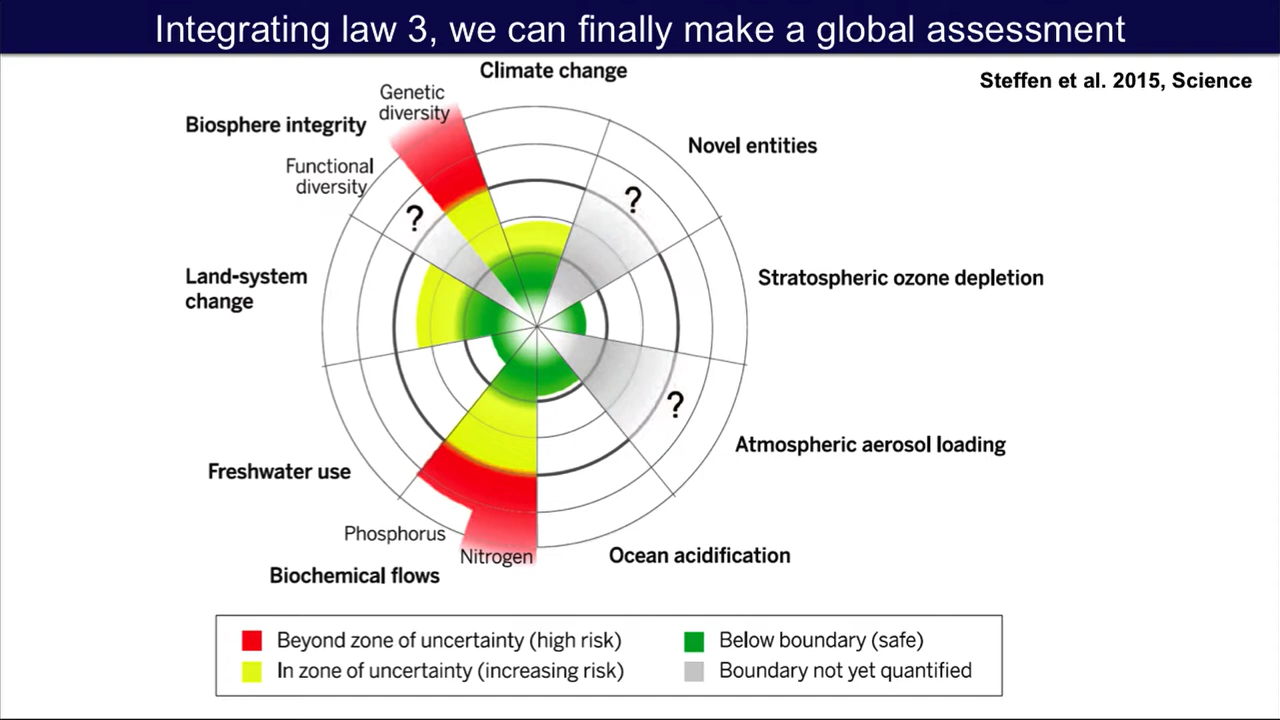 Integrating law 3, we can finally make a global assessment
Steffen et al. 2015, Science
Climate change
Genetic
diversity
Biosphere integrity
Functional
diversity
Novel entities
?
?
Land-system
change
Stratospheric ozone depletion
?
Atmospheric aerosol loading
Freshwater use
Phosphorus
Nitrogen
Ocean acidification
Biochemical flows
Beyond zone of uncertainty (high risk)
Below boundary (safe)
In zone of uncertainty (increasing risk)
Boundary not yet quantified